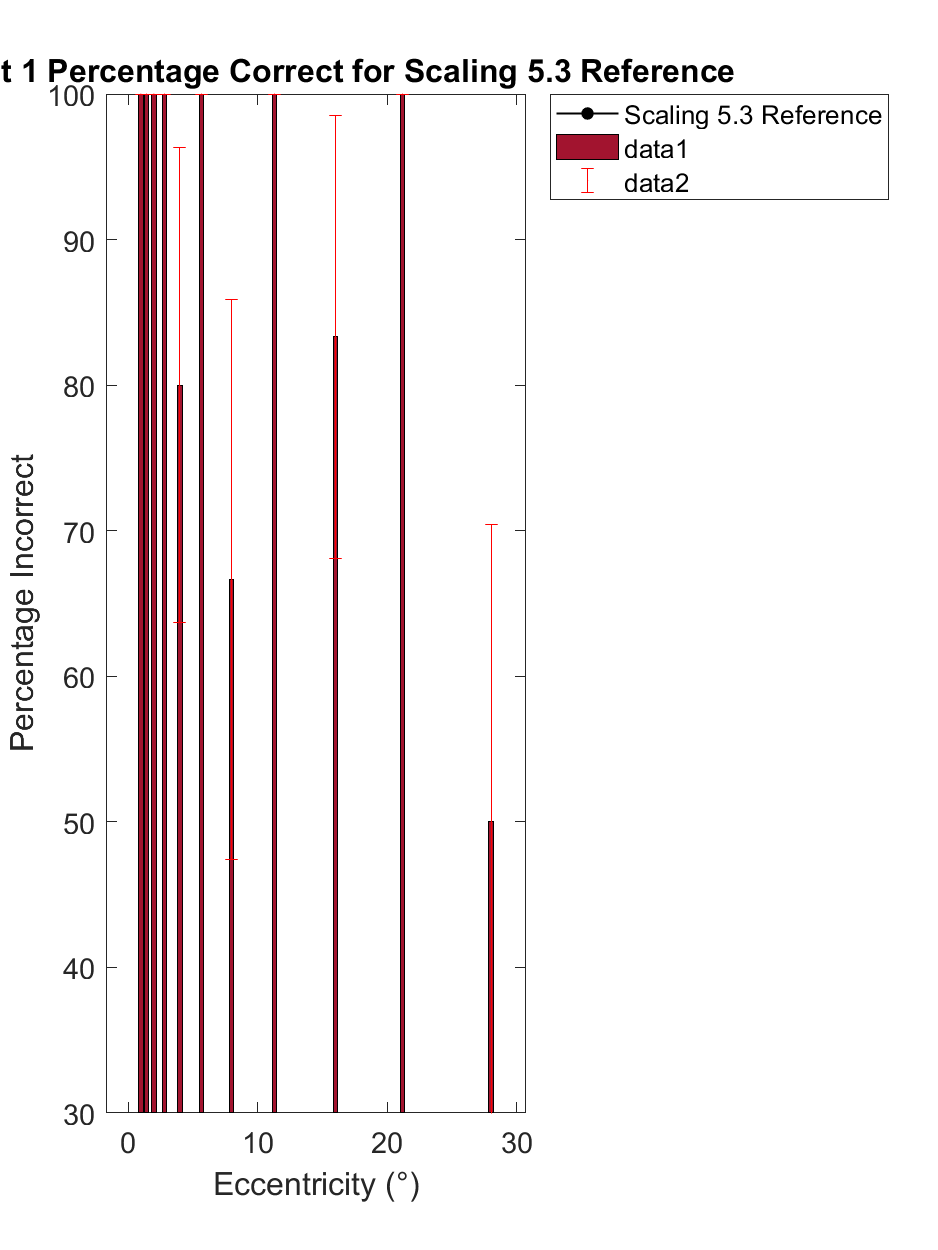 t 1 Percentage Correct for Scaling 5.3 Reference
Scaling 5.3 Reference
data1
data2
100
90
80
70
60
50
40
30
Percentage Incorrect
0 10 20 30
Eccentricity (°)